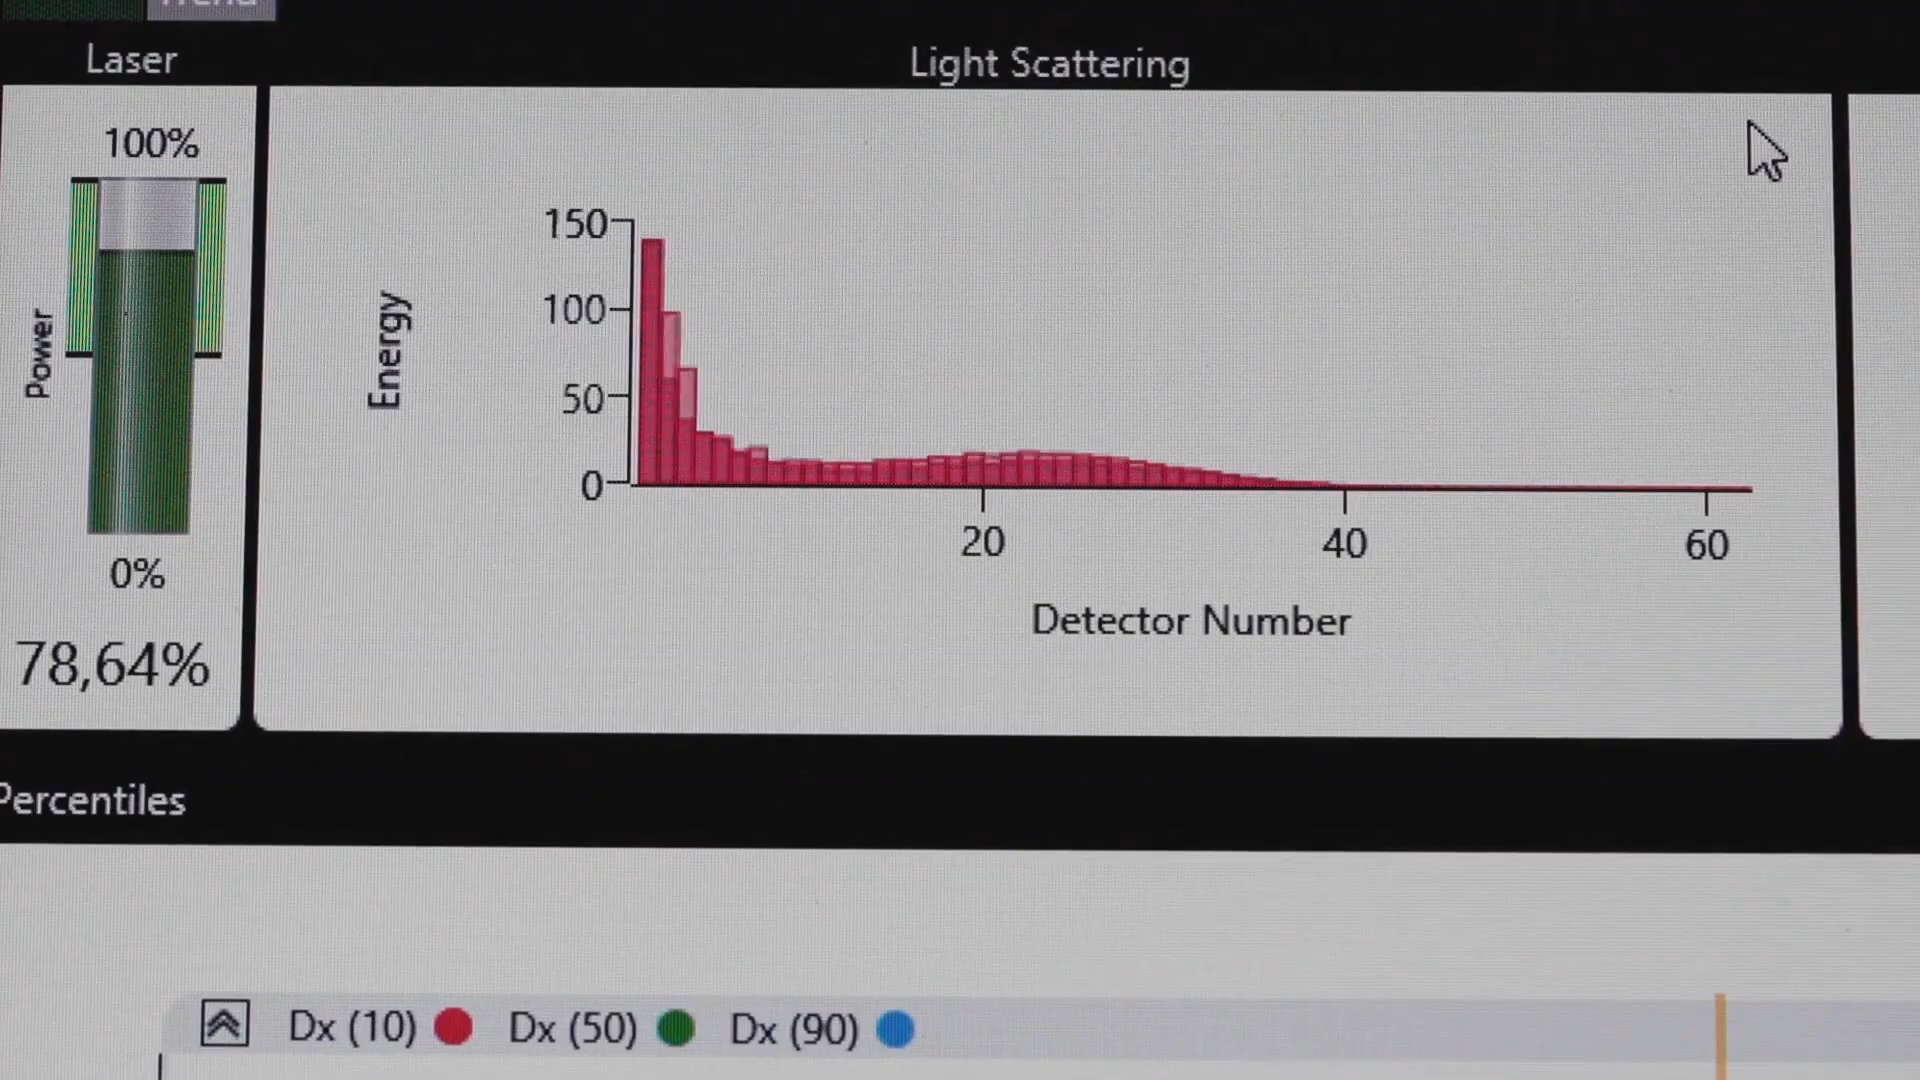 Trend
Laser
100%
Power
0%
78,64%
Light Scattering
150
100
50
0
Energy
20
40
60
Detector Number
Percentiles
Dx (10) Dx (50) Dx (90)